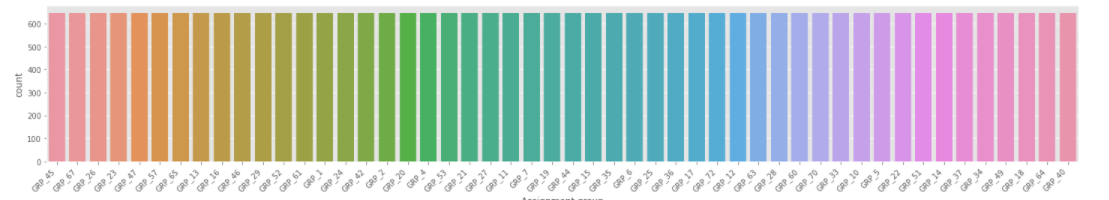 600
500
400
300
200
100
0
count
GRP_45 GRP_67 GRP_26 GRP_23 GRP_47 GRP_57 GRP_65 GRP_13 GRP_16 GRP_46 GRP_29 GRP_52 GRP_61 GRP_1 GRP_24 GRP_42 GRP_2 GRP_20 GRP_4 GRP_53 GRP_21 GRP_27 GRP_11 GRP_7 GRP_19 GRP_44 GRP_15 GRP_35 GRP_6 GRP_25 GRP_36 GRP_17 GRP_72 GRP_12 GRP_63 GRP_28 GRP_60 GRP_70 GRP_33 GRP_10 GRP_5 GRP_22 GRP_51 GRP_14 GRP_37 GRP_34 GRP_49 GRP_18 GRP_64 GRP_40
Assignment group